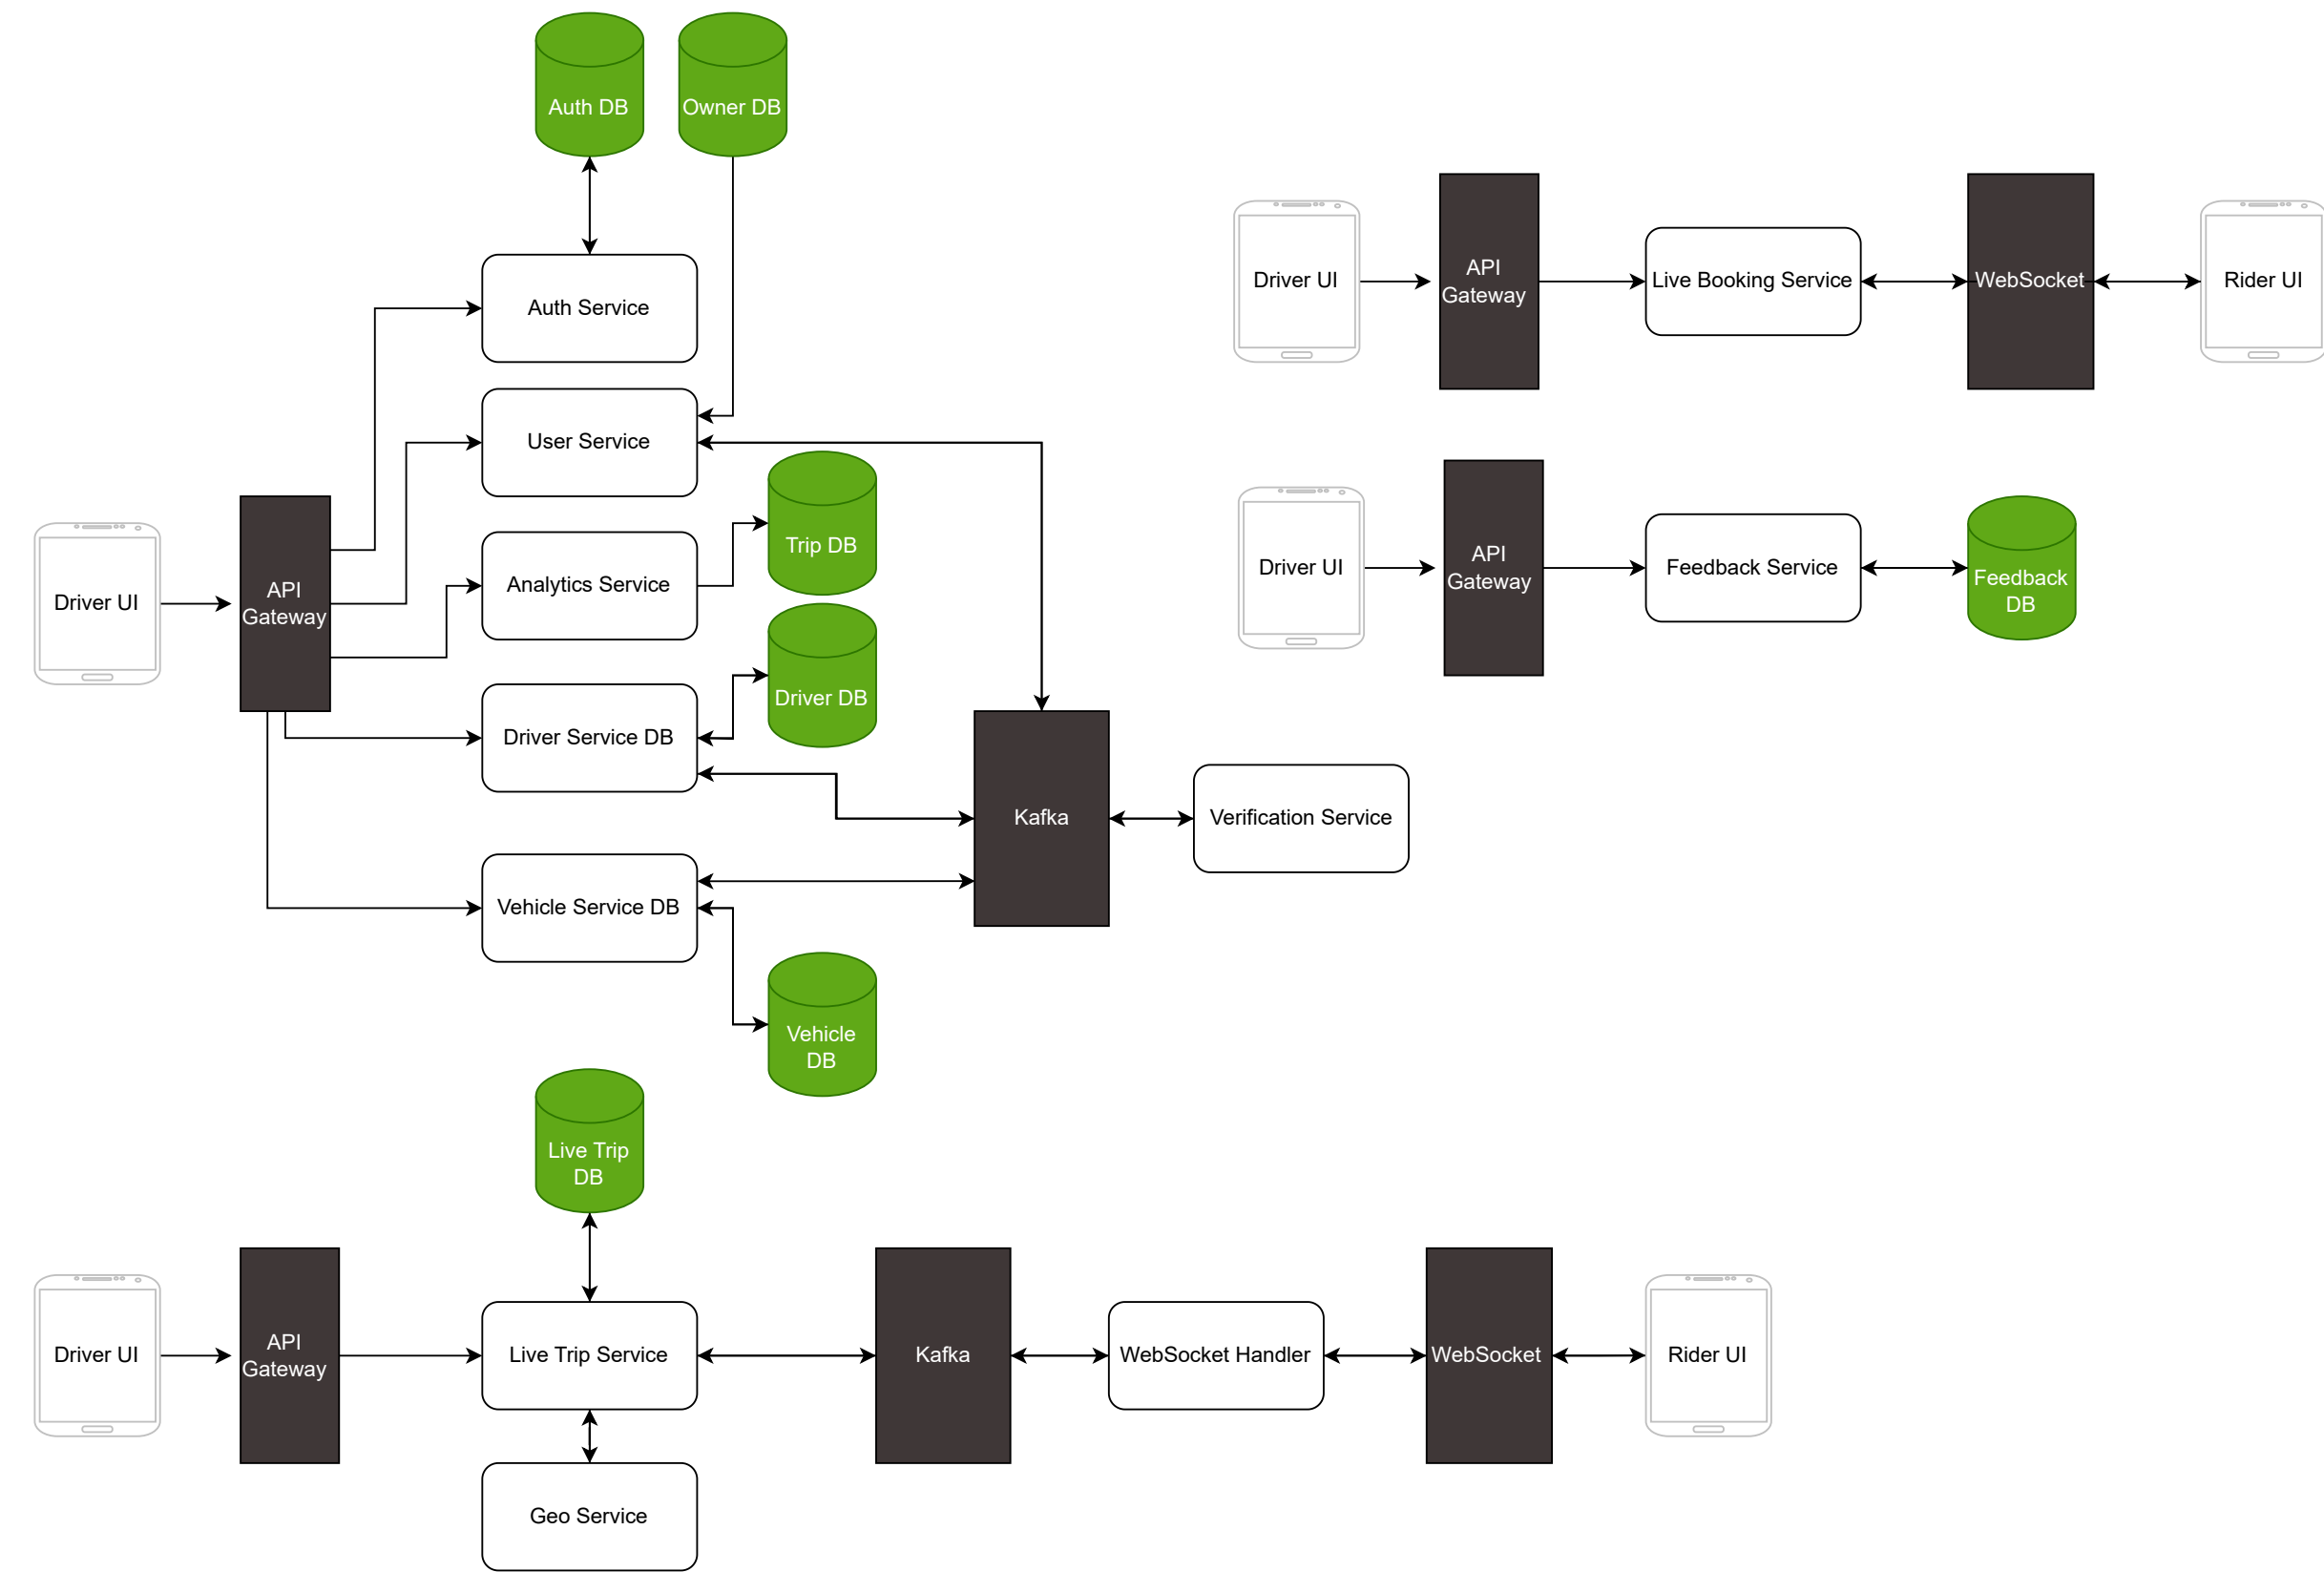 Auth DB
Owner DB
Auth Service
User Service
Trip DB
Analytics Service
Driver UI
API
Gateway
Driver DB
Driver Service DB
Kafka
Verification Service
Vehicle Service DB
Vehicle
DB
Driver UI
API
Gateway
Live Booking Service
WebSocket
Rider UI
Driver UI
API
Gateway
Feedback Service
Feedback
DB
Live Trip
DB
Driver UI
API
Gateway
Live Trip Service
Kafka
WebSocket Handler
WebSocket
Rider UI
Geo Service